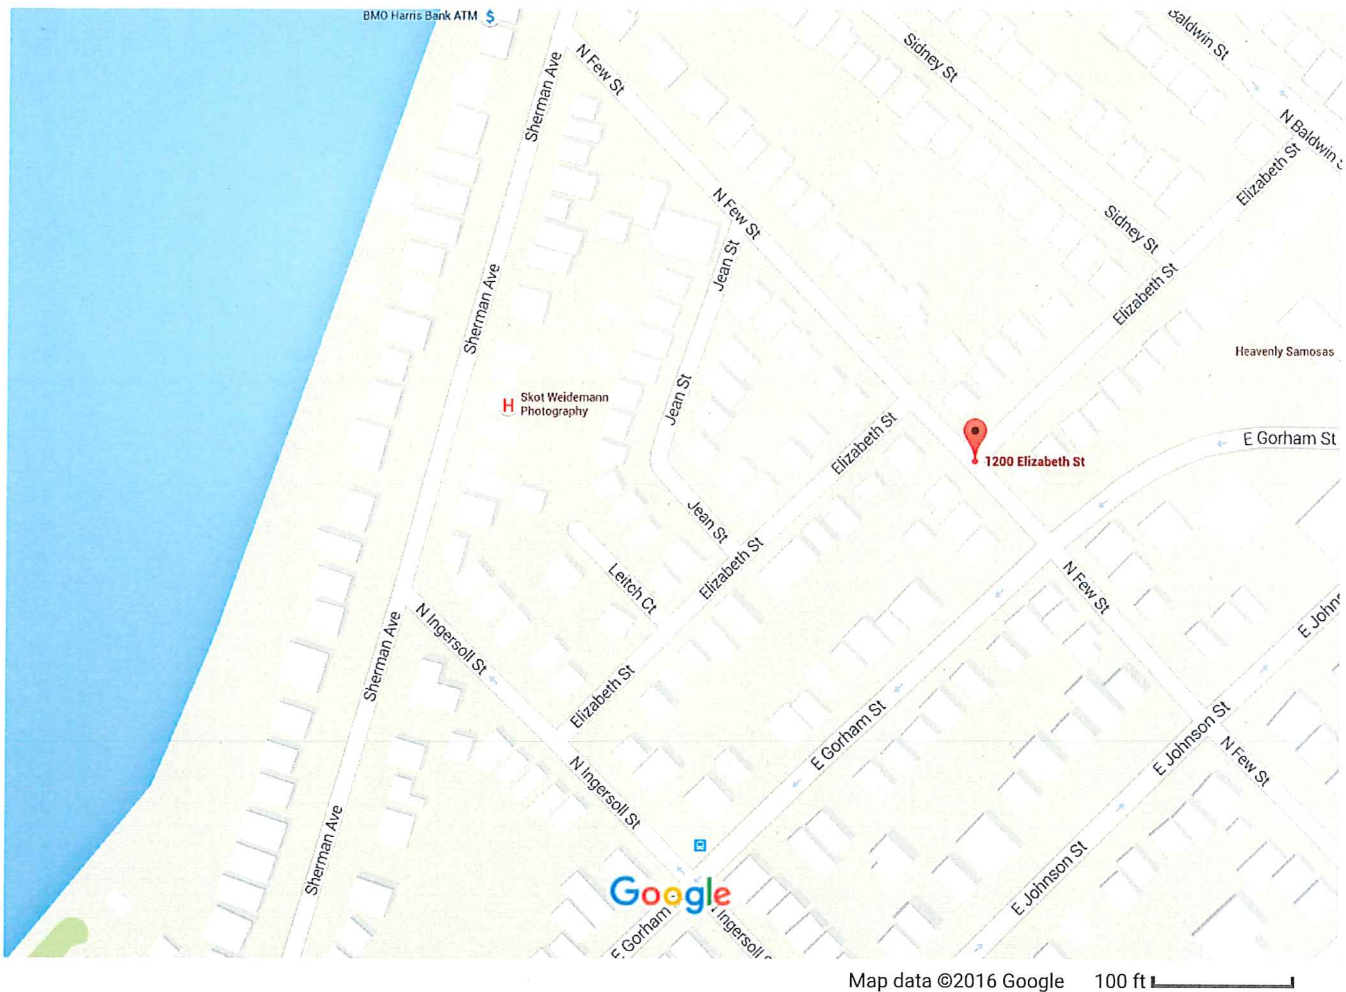 BMO Harris Bank ATM
$
N Few St
Sidney St
Baldwin St
Sherman Ave
N Baldwin
Elizabeth St
N Few St
Sidney St
Jean St
Elizabeth St
Sherman Ave
Heavenly Samosas
Jean St
H
Skot Weidemann
Photography
Elizabeth St
E Gorham St
1200 Elizabeth St
Jean St
Elizabeth St
Leitch Ct
N Few St
E Johns
N Ingersoll St
Sherman Ave
Elizabeth St
E Gorham St
E Johnson St
N Few St
N Ingersoll St
Sherman Ave
E Johnson St
Google
E Gorham
Ingersoll
Map data ©2016 Google
100 ft